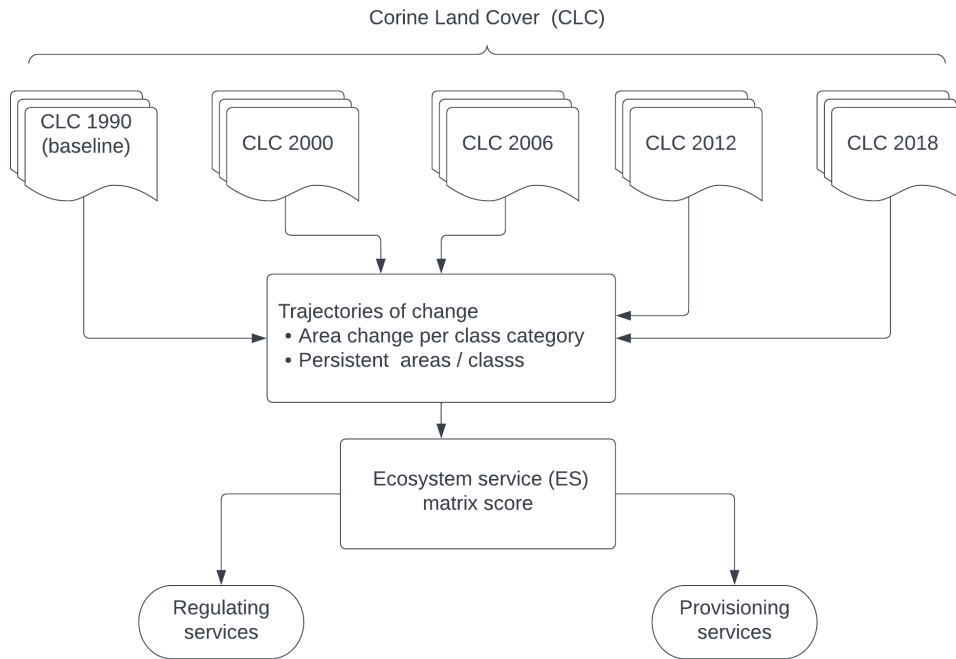 Corine Land Cover (CLC)
CLC 1990
(baseline)
CLC 2000
CLC 2006
CLC 2012
CLC 2018
Trajectories of change
• Area change per class category
• Persistent areas / classs
Ecosystem service (ES)
matrix score
Regulating
services
Provisioning
services